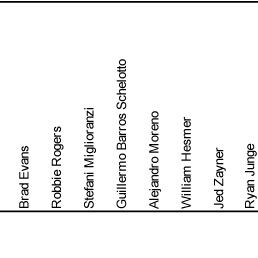 Brad Evans
Robbie Rogers
Stefani Miglioranzi
Guillermo Barros Schelotto
Alejandro Moreno
William Hesmer
Jed Zayner
Ryan Junge